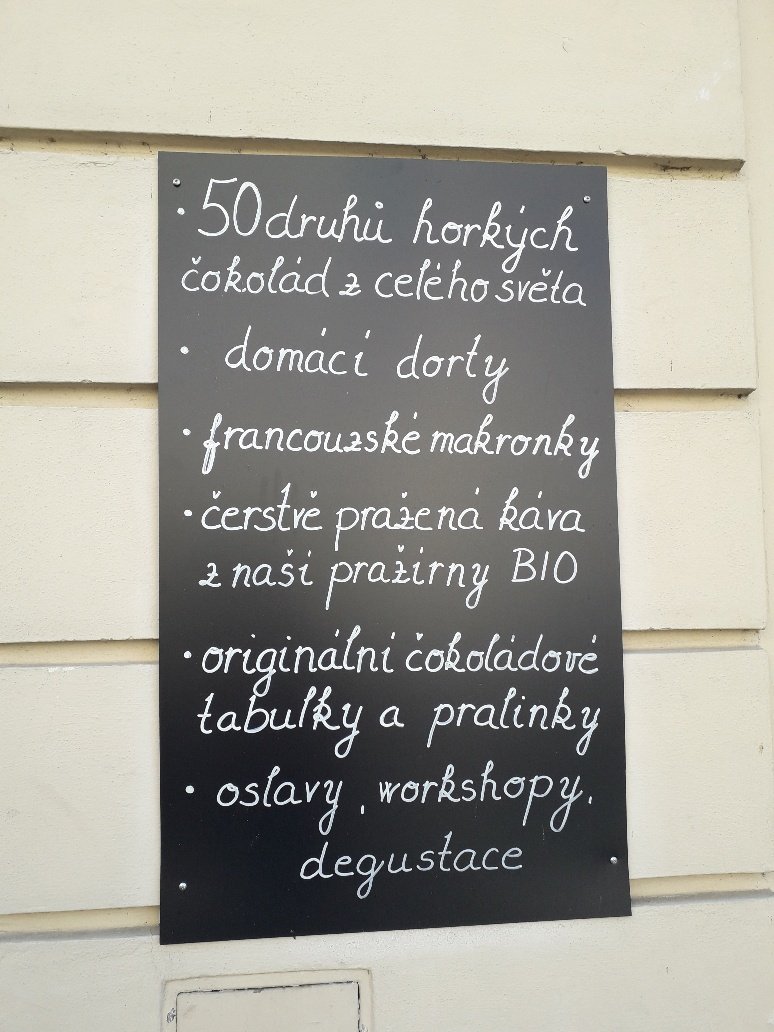 · 50 druhů horkých
čokolád z celého světa
· domácí dorty
· francouzské makronky
· čerstvě pražená káva
z naší pražírny BIO
· originální čokoládové
tabulky a pralinky
· oslavy, workshopy,
degustace